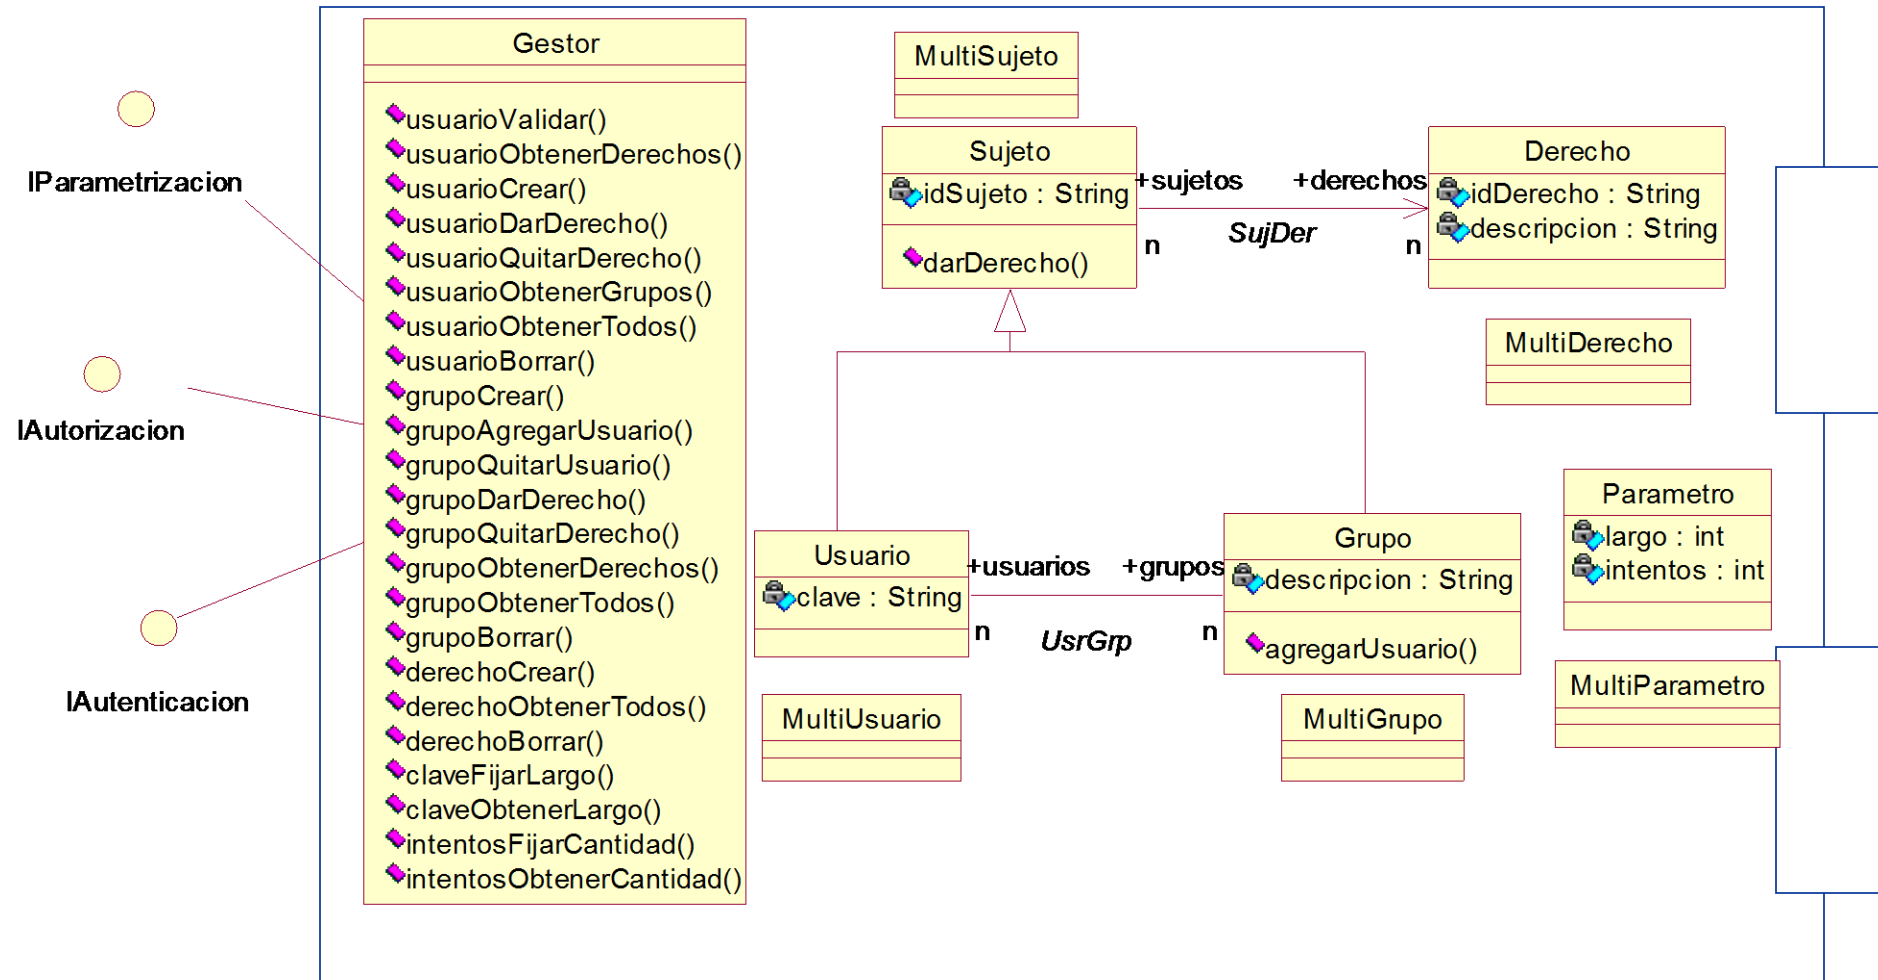 IParametrizacion
IAutorizacion
IAutenticacion
Gestor
usuarioValidar()
usuarioObtenerDerechos()
usuarioCrear()
usuarioDarDerecho()
usuarioQuitarDerecho()
usuarioObtenerGrupos()
usuarioObtenerTodos()
usuarioBorrar()
grupoCrear()
grupoAgregarUsuario()
grupoQuitarUsuario()
grupoDarDerecho()
grupoQuitarDerecho()
grupoObtenerDerechos()
grupoObtenerTodos()
grupoBorrar()
derechoCrear()
derechoObtenerTodos()
derechoBorrar()
claveFijarLargo()
claveObtenerLargo()
intentosFijarCantidad()
intentosObtenerCantidad()
MultiSujeto
Sujeto
idSujeto : String
darDerecho()
+sujetos
+derechos
n
SujDer
n
Derecho
idDerecho : String
descripcion : String
MultiDerecho
Usuario
clave : String
+usuarios
+grupos
n
UsrGrp
n
Grupo
descripcion : String
agregarUsuario()
Parametro
largo : int
intentos : int
MultiParametro
MultiUsuario
MultiGrupo